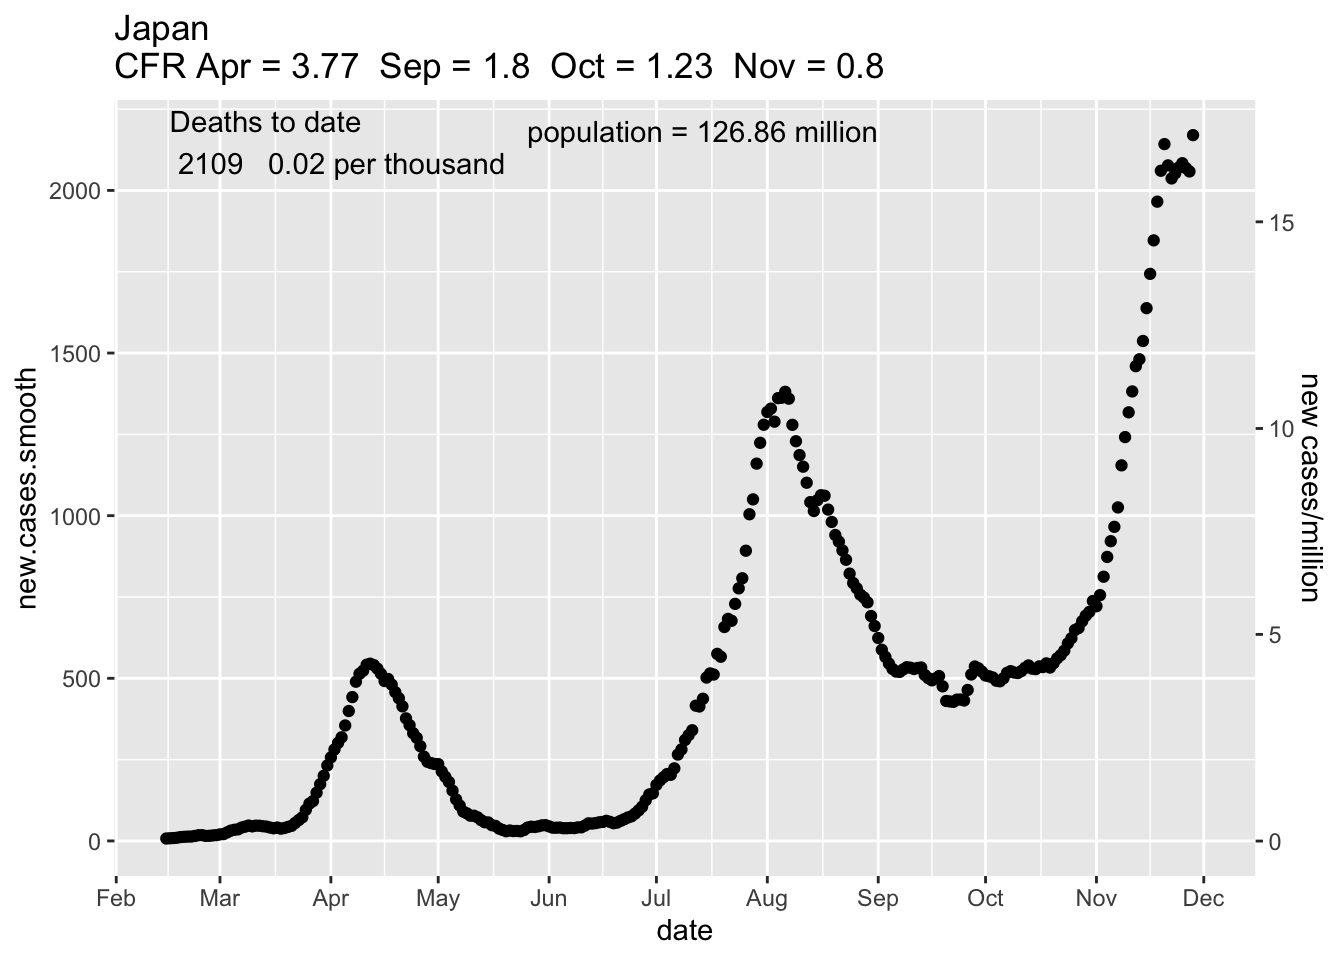 Japan
CFR Apr = 3.77  Sep = 1.8  Oct = 1.23  Nov = 0.8
Deaths to date
2109   0.02 per thousand
population = 126.86 million
new.cases.smooth
2000
1500
1000
500
0
15
10
5
0
new cases/million
Feb Mar Apr May Jun Jul Aug Sep Oct Nov Dec
date